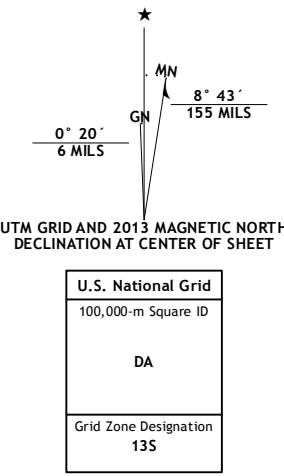 MN
GN
8° 43´
155 MILS
0° 20´
6 MILS
UTM GRID AND 2013 MAGNETIC NORTH
DECLINATION AT CENTER OF SHEET
U.S. National Grid
100,000-m Square ID
DA
Grid Zone Designation
13S